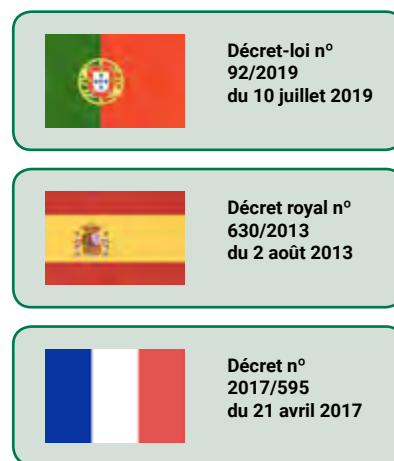 Décret-loi nº
92/2019
du 10 juillet 2019
Décret royal nº
630/2013
du 2 août 2013
Décret nº
2017/595
du 21 avril 2017